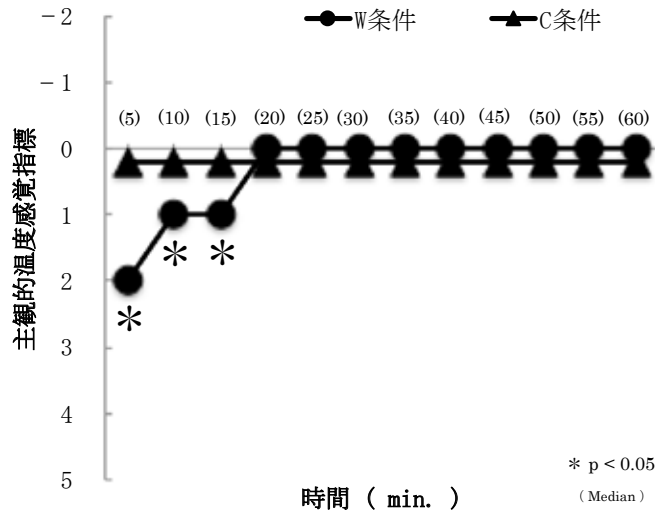 W条件 C条件
-2
-1
(5) (10) (15) (20) (25) (30) (35) (40) (45) (50) (55) (60)
0
1
2
3
4
5
主観的温度感覚指標
* * *
時間 ( min. )
* p < 0.05
( Median )